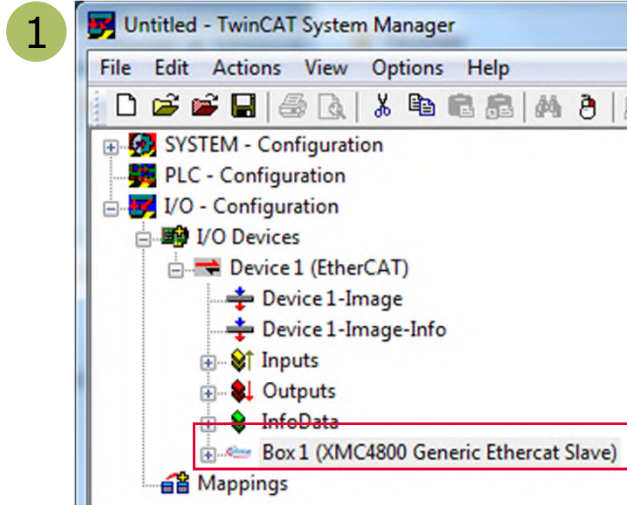 1
Untitled - TwinCAT System Manager
File Edit Actions View Options Help
SYSTEM - Configuration
PLC - Configuration
I/O - Configuration
I/O Devices
Device 1 (EtherCAT)
Device 1-Image
Device 1-Image-Info
Inputs
Outputs
InfoData
Box 1 (XMC4800 Generic Ethercat Slave)
Mappings